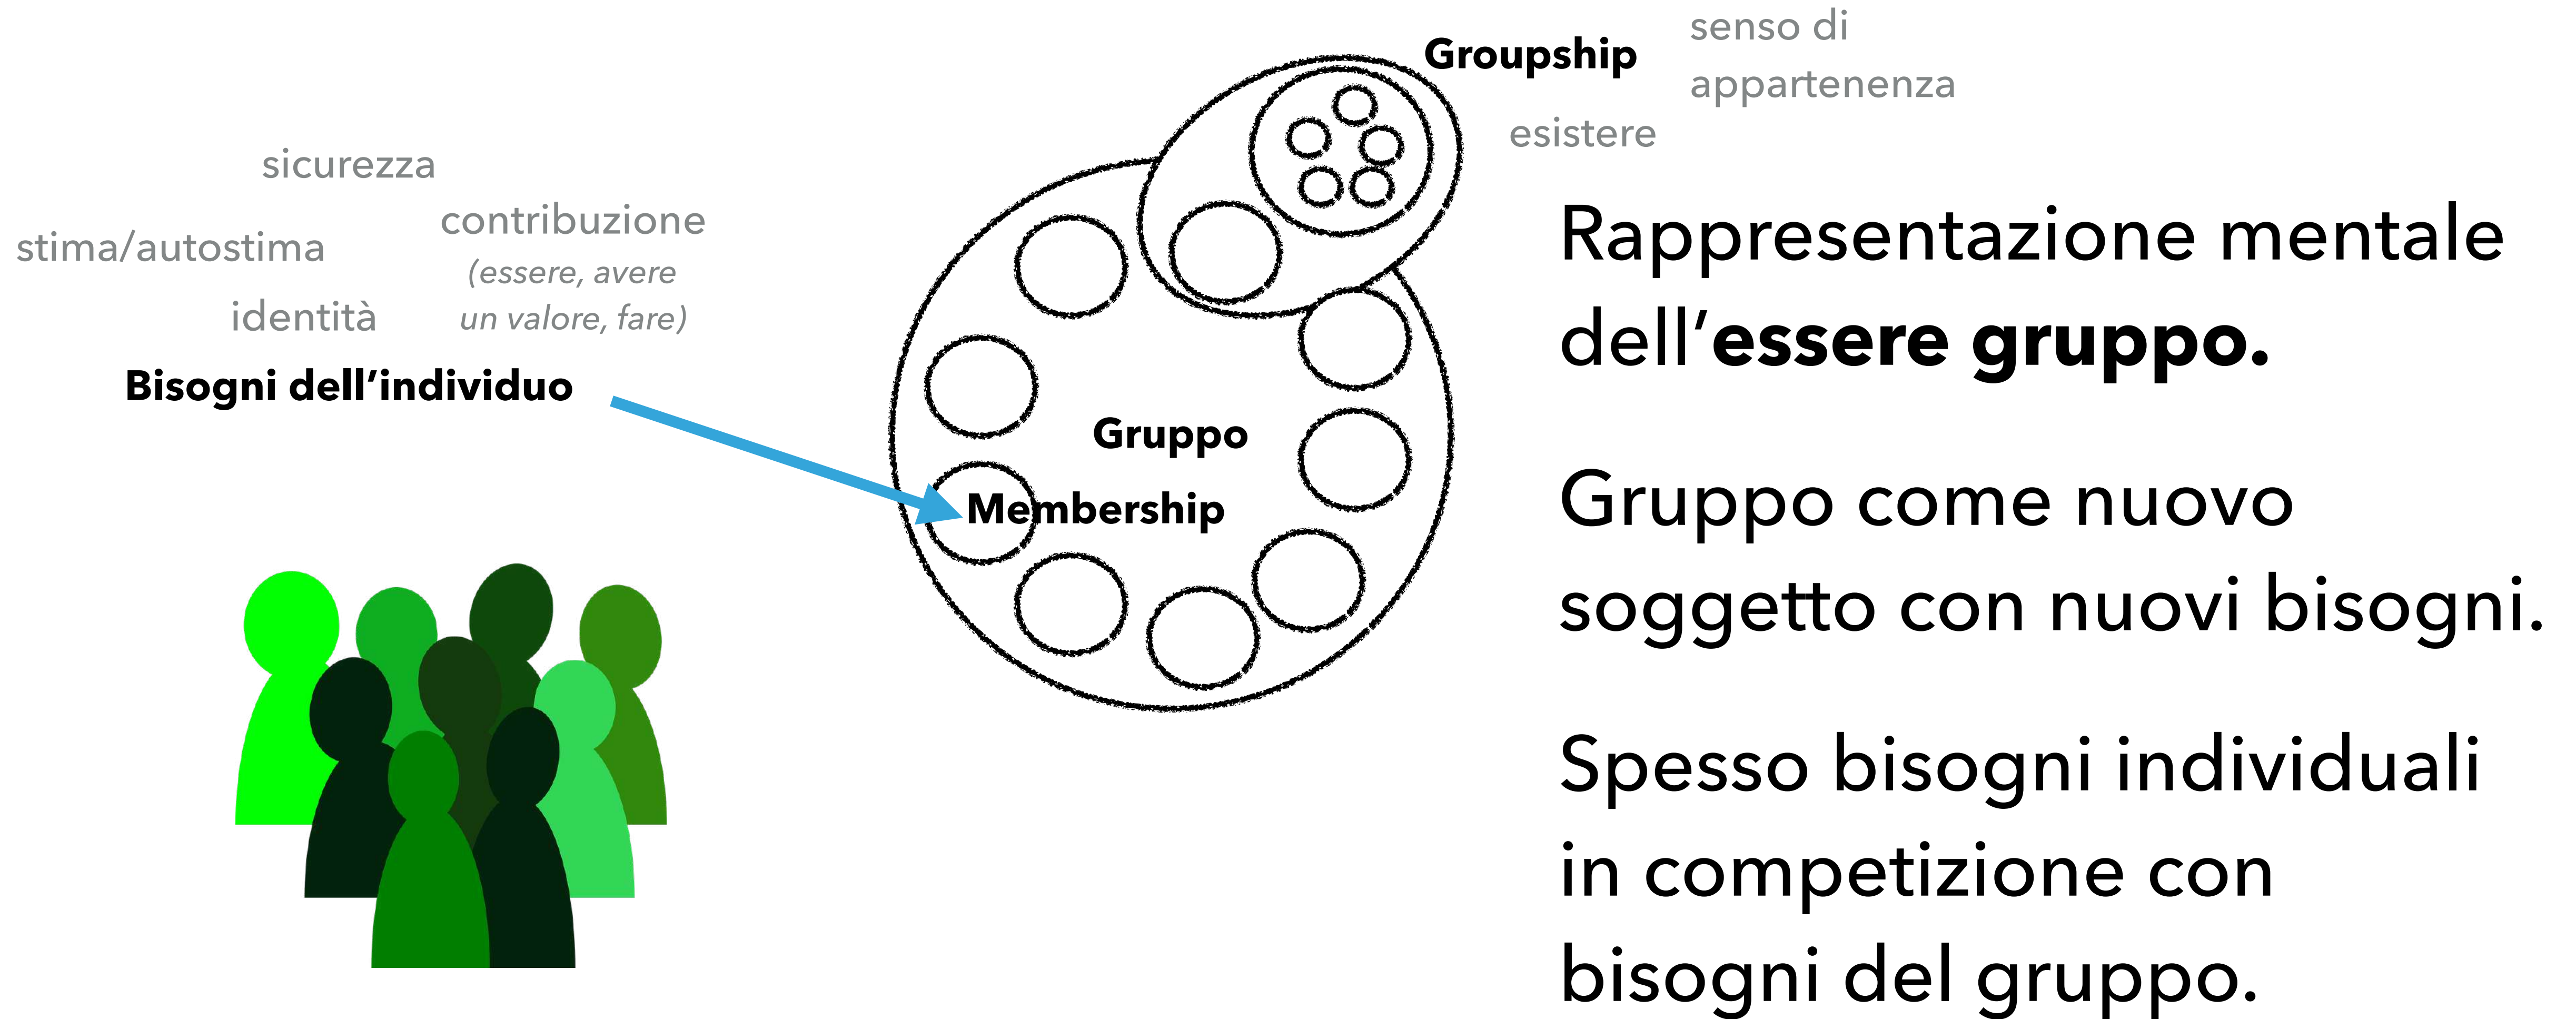 sicurezza
stima/autostima
contribuzione
(essere, avere
un valore, fare)
identità
Bisogni dell’individuo
Gruppo
Membership
Groupship
senso di
appartenenza
esistere
Rappresentazione mentale
dell’essere gruppo.
Gruppo come nuovo
soggetto con nuovi bisogni.
Spesso bisogni individuali
in competizione con
bisogni del gruppo.